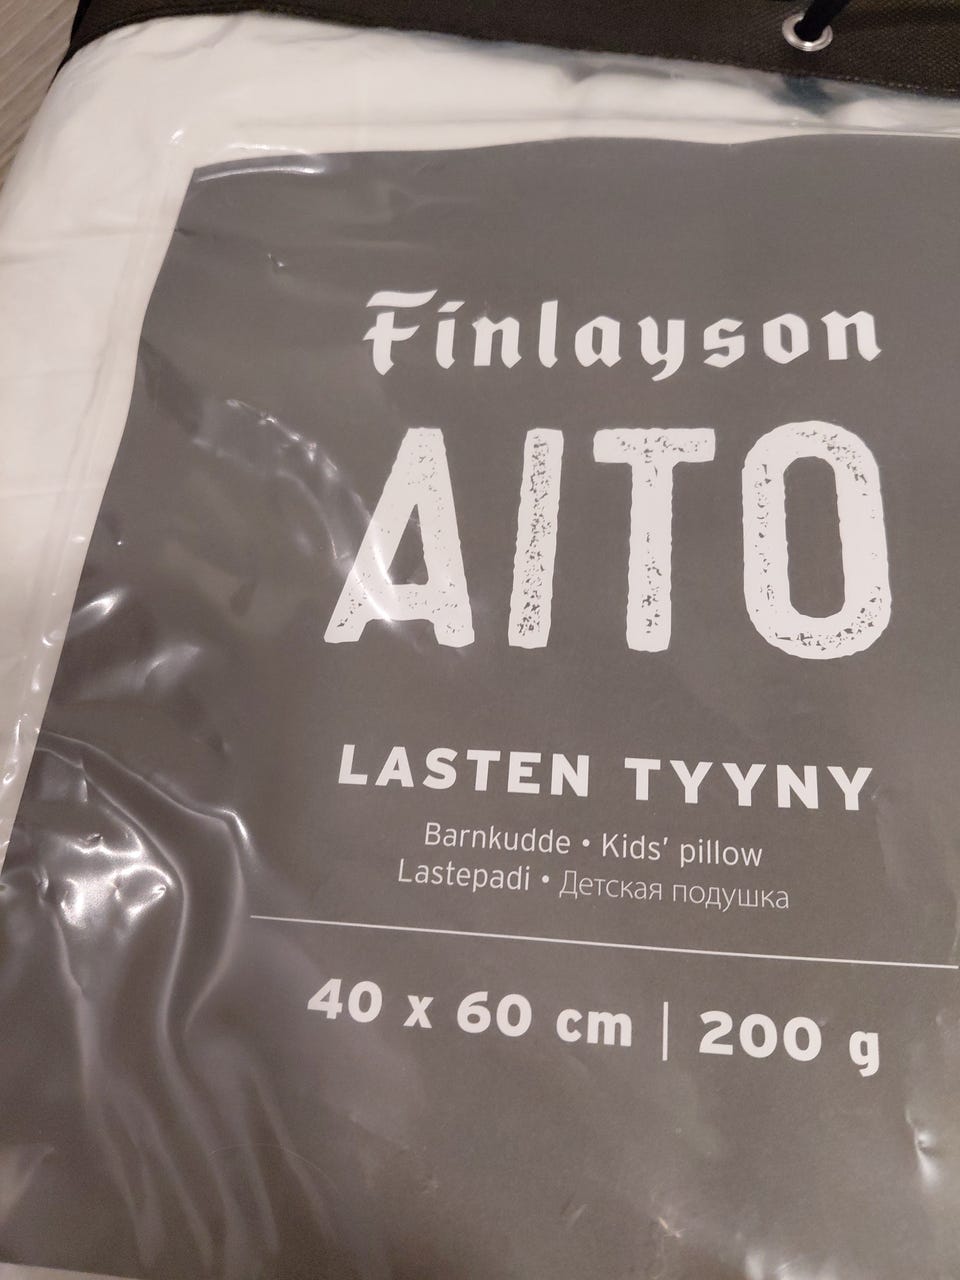 Finlayson
AITO
LASTEN TYYNY
Barnkudde • Kids' pillow
Lastepadi • Детская подушка
40 x 60 cm | 200 g